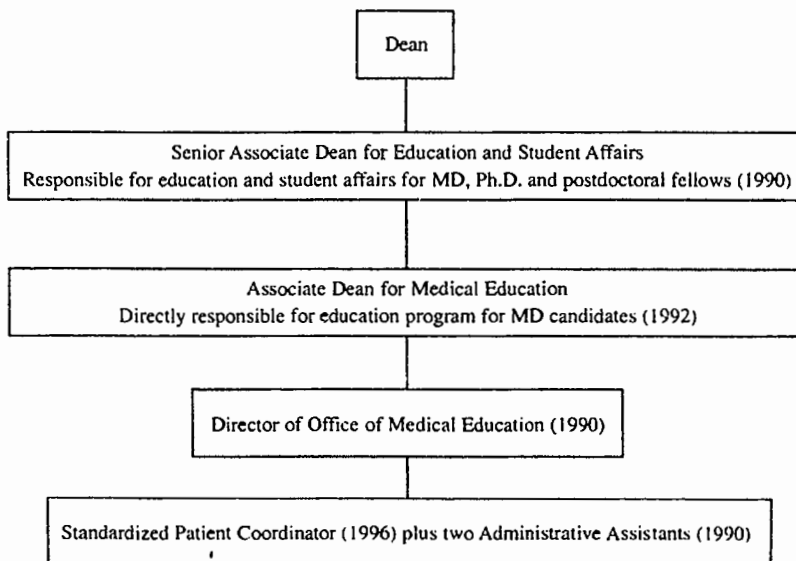 Dean
Senior Associate Dean for Education and Student Affairs
Responsible for education and student affairs for MD, Ph.D. and postdoctoral fellows (1990)
Associate Dean for Medical Education
Directly responsible for education program for MD candidates (1992)
Director of Office of Medical Education (1990)
Standardized Patient Coordinator (1996) plus two Administrative Assistants (1990)